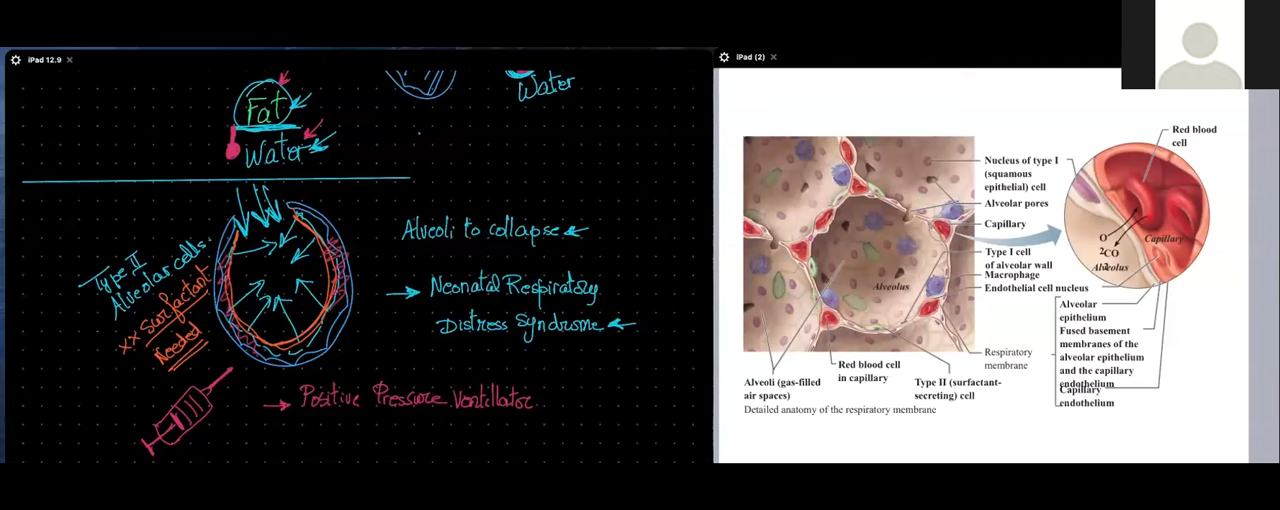 iPad 12.9
Fat
Water
Water
Type II
Alveolar cells.
xx Surfactant
Needed
Alveoli to collapse
Neonatal Respiratory
Distress Syndrome
Positive Pressure Ventillator
iPad (2)
Red blood
cell
Nucleus of type I
(squamous
epithelial) cell
Alveolar pores
Capillary
Type I cell
of alveolar wall
Macrophage
Endothelial cell nucleus
O
2CO
2
Capillary
Alveolus
Alveolus
Alveolar
epithelium
Fused basement
membranes of the
alveolar epithelium
and the capillary
endothelium
Capillary
endothelium
Respiratory
membrane
Red blood cell
in capillary
Alveoli (gas-filled
air spaces)
Type II (surfactant-
secreting) cell
Detailed anatomy of the respiratory membrane